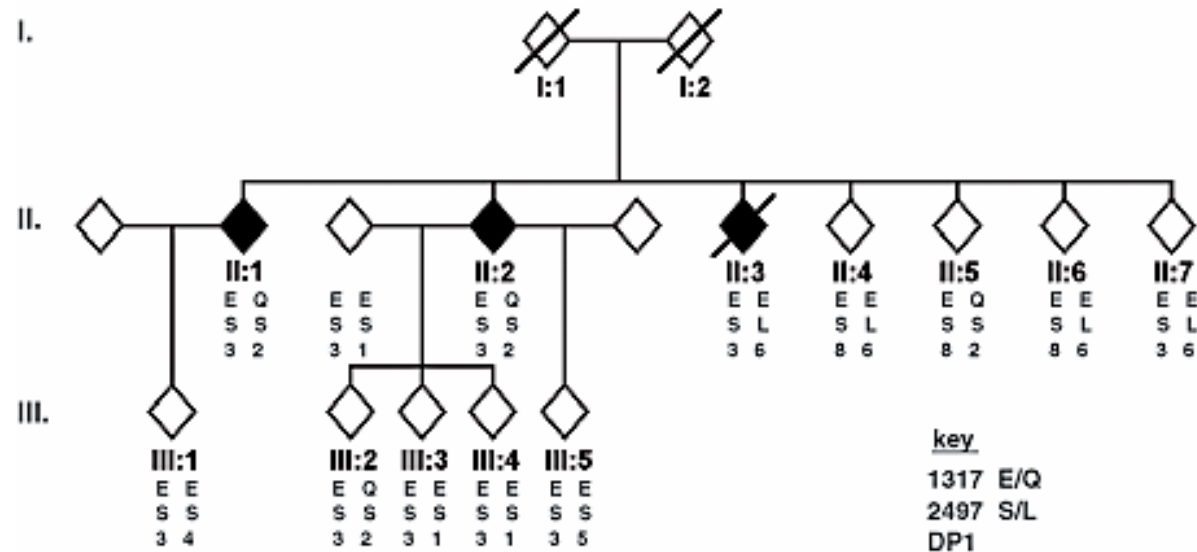 I.
I:1 I:2
II.
II:1 II:2 II:3 II:4 II:5 II:6 II:7
E Q E E E Q E E E E E Q E E E E
S S S S S S S L S L S S S L S L
3 2 3 1 3 2 3 6 8 6 8 2 8 6 3 6
III.
III:1 III:2 III:3 III:4 III:5
E E E Q E E E E E E
S S S S S S S S S S
3 4 3 2 3 1 3 1 3 5
key
1317 E/Q
2497 S/L
DP1